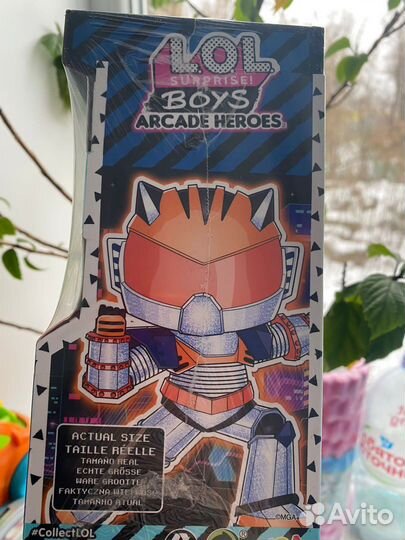 LOL
SURPRISE!
BOYS
ARCADE HEROES
ACTUAL SIZE
TAILLE RÉELLE
TAMAÑO REAL
ECHTE GRÖSSE
WARE GROOTTE
FAKTYCZNA WIELKOŚĆ
TAMANHO ATUAL
©MGA
#CollectLOL
Avito